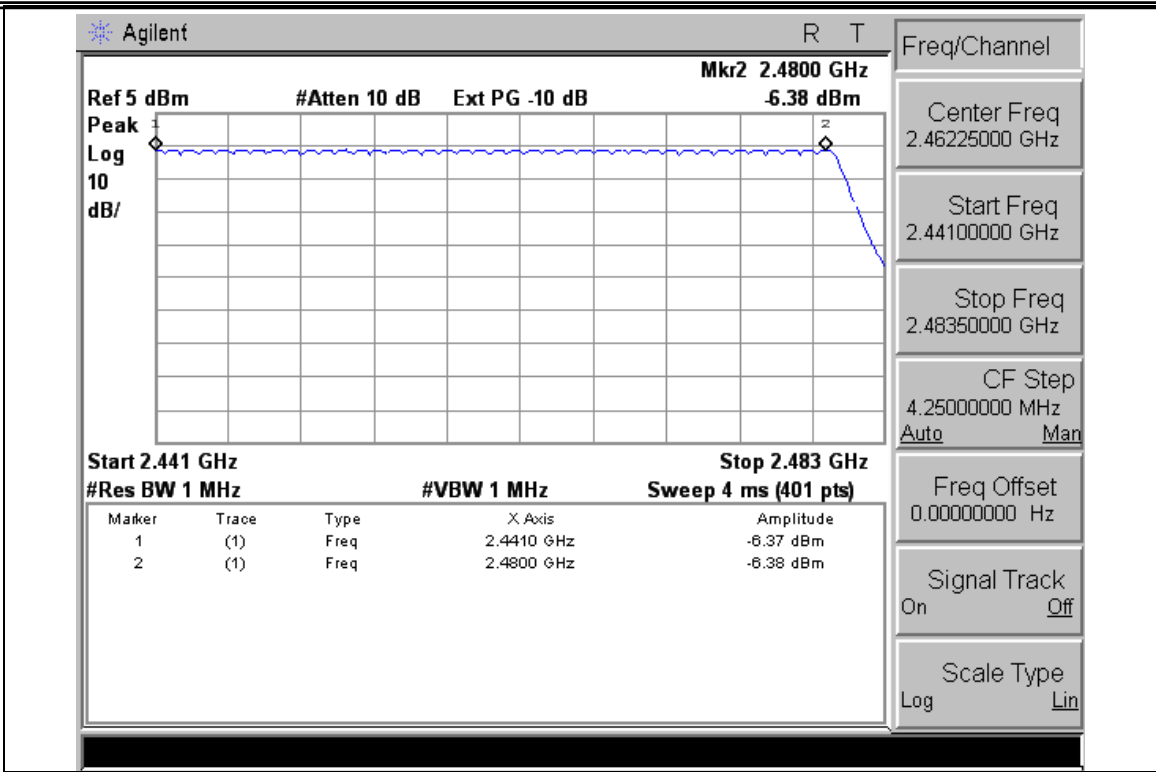 Agilent
R T
Mkr2 2.4800 GHz
Ref 5 dBm #Atten 10 dB Ext PG -10 dB -6.38 dBm
Peak
Log
10
dB/
1
2
Start 2.441 GHz Stop 2.483 GHz
#Res BW 1 MHz #VBW 1 MHz Sweep 4 ms (401 pts)
Marker Trace Type X Axis Amplitude
1 (1) Freq 2.4410 GHz -6.37 dBm
2 (1) Freq 2.4800 GHz -6.38 dBm
Freq/Channel
Center Freq
2.46225000 GHz
Start Freq
2.44100000 GHz
Stop Freq
2.48350000 GHz
CF Step
4.25000000 MHz
Auto Man
Freq Offset
0.00000000 Hz
Signal Track
On Off
Scale Type
Log Lin